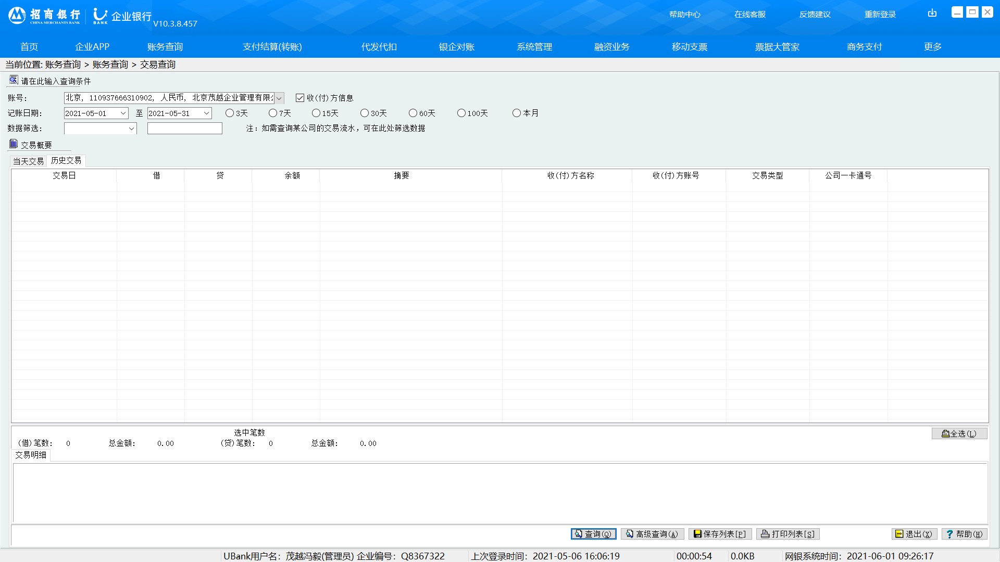 招商银行 CHINA MERCHANTS BANK U BANK 企业银行 V10.3.8.457 帮助中心 在线客服 反馈建议 重新登录
首页 企业APP 账务查询 支付结算(转账) 代发代扣 银企对账 系统管理 融资业务 移动支票 票据大管家 商务支付 更多
当前位置: 账务查询 > 账务查询 > 交易查询
请在此输入查询条件
账号： 北京, 110937666310902, 人民币, 北京茂越企业管理有限 收(付)方信息
记账日期： 2021-05-01 至 2021-05-31 3天 7天 15天 30天 60天 100天 本月
数据筛选： 注：如需查询某公司的交易流水，可在此处筛选数据
交易概要
当天交易 历史交易
交易日 借 贷 余额 摘要 收(付)方名称 收(付)方账号 交易类型 公司一卡通号
选中笔数 全选(L)
(借)笔数： 0 总金额： 0.00 (贷)笔数： 0 总金额： 0.00
交易明细
查询(Q) 高级查询(A) 保存列表[P] 打印列表[S] 退出(X) 帮助(H)
UBank用户名：茂越冯毅(管理员) 企业编号：Q8367322 上次登录时间：2021-05-06 16:06:19 00:00:54 0.0KB 网银系统时间：2021-06-01 09:26:17